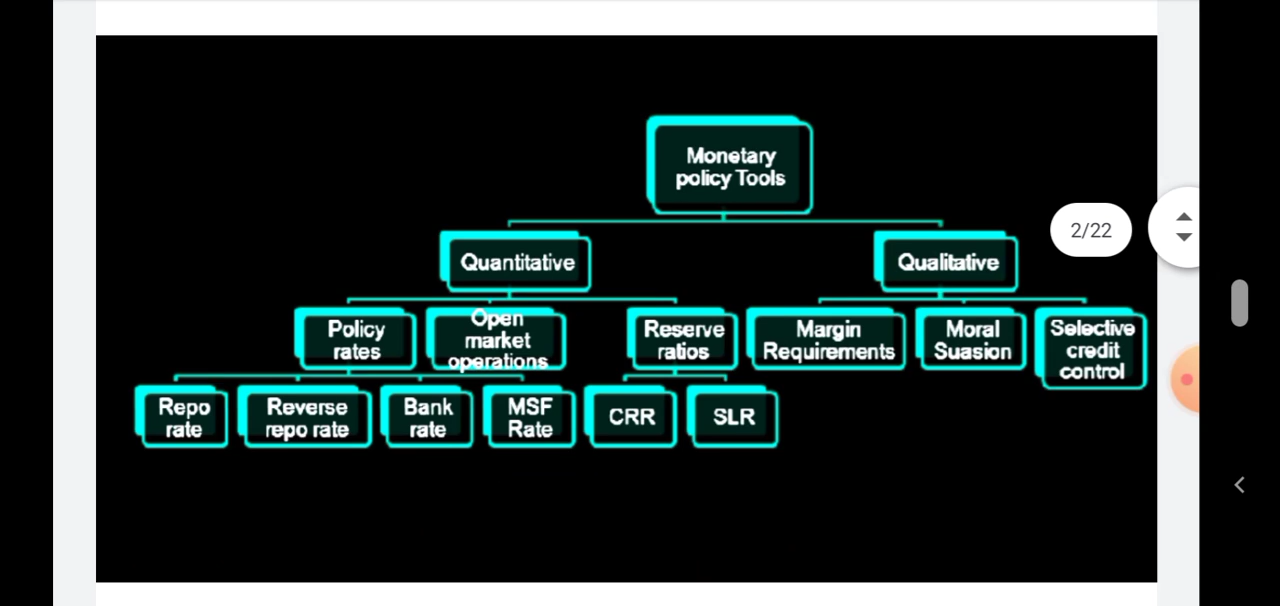 Monetary
policy Tools
2/22
Quantitative
Qualitative
Policy
rates
Open
market
operations
Reserve
ratios
Margin
Requirements
Moral
Suasion
Selective
credit
control
Repo
rate
Reverse
repo rate
Bank
rate
MSF
Rate
CRR
SLR